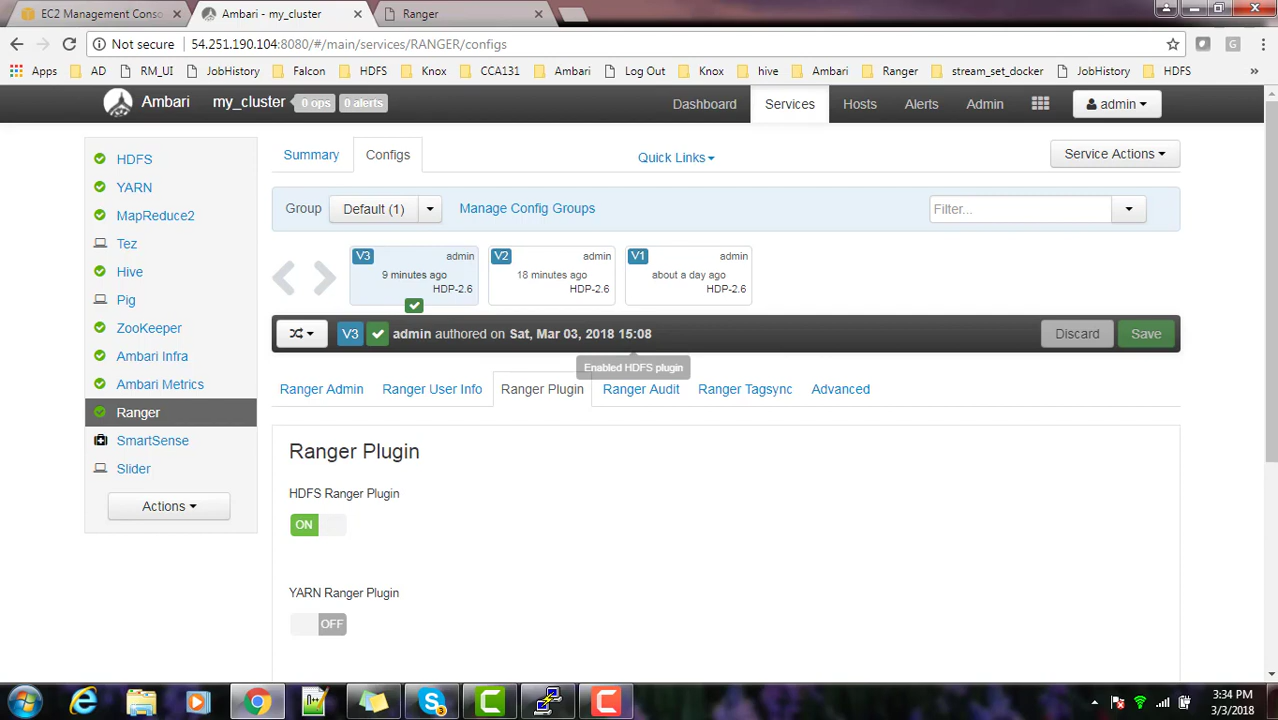 EC2 Management Conso
Ambari - my_cluster
Ranger
Not secure
54.251.190.104:8080/#/main/services/RANGER/configs
Apps
AD
RM_UI
JobHistory
Falcon
HDFS
Knox
CCA131
Ambari
Log Out
Knox
hive
Ambari
Ranger
stream_set_docker
JobHistory
HDFS
»
Ambari
my_cluster
0 ops
0 alerts
Dashboard
Services
Hosts
Alerts
Admin
admin
HDFS
YARN
MapReduce2
Tez
Hive
Pig
ZooKeeper
Ambari Infra
Ambari Metrics
Ranger
SmartSense
Slider
Actions
Summary
Configs
Quick Links
Service Actions
Group
Default (1)
Manage Config Groups
Filter...
V3
admin
9 minutes ago
HDP-2.6
V2
admin
18 minutes ago
HDP-2.6
V1
admin
about a day ago
HDP-2.6
V3
admin authored on Sat, Mar 03, 2018 15:08
Discard
Save
Enabled HDFS plugin
Ranger Admin
Ranger User Info
Ranger Plugin
Ranger Audit
Ranger Tagsync
Advanced
Ranger Plugin
HDFS Ranger Plugin
ON
YARN Ranger Plugin
OFF
3:34 PM
3/3/2018